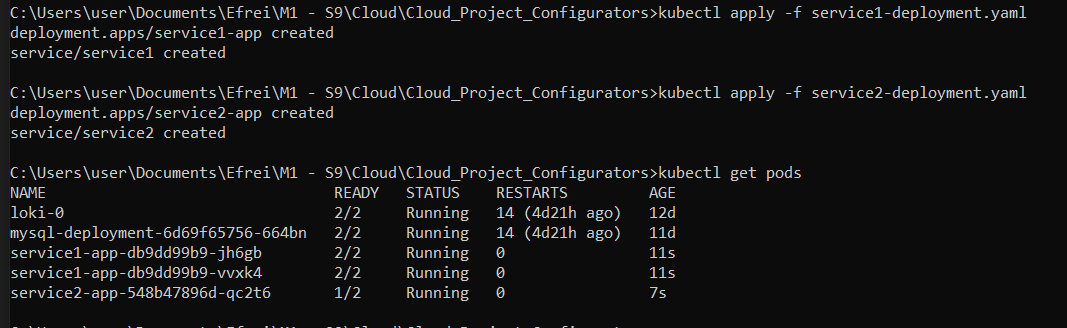 C:\Users\user\Documents\Efrei\M1 - S9\Cloud\Cloud_Project_Configurators>kubectl apply -f service1-deployment.yaml
deployment.apps/service1-app created
service/service1 created
C:\Users\user\Documents\Efrei\M1 - S9\Cloud\Cloud_Project_Configurators>kubectl apply -f service2-deployment.yaml
deployment.apps/service2-app created
service/service2 created
C:\Users\user\Documents\Efrei\M1 - S9\Cloud\Cloud_Project_Configurators>kubectl get pods
NAME READY STATUS RESTARTS AGE
loki-0 2/2 Running 14 (4d21h ago) 12d
mysql-deployment-6d69f65756-664bn 2/2 Running 14 (4d21h ago) 11d
service1-app-db9dd99b9-jh6gb 2/2 Running 0 11s
service1-app-db9dd99b9-vvxk4 2/2 Running 0 11s
service2-app-548b47896d-qc2t6 1/2 Running 0 7s